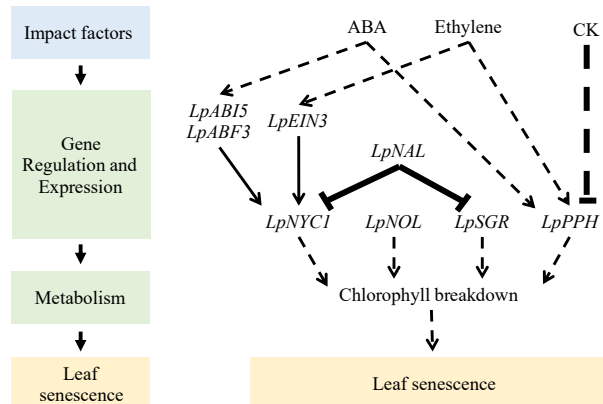 Impact factors
Gene
Regulation and
Expression
Metabolism
Leaf
senescence
ABA
Ethylene
CK
LpABI5
LpABF3
LpEIN3
LpNAL
LpNYC1
LpNOL
LpSGR
LpPPH
Chlorophyll breakdown
Leaf senescence